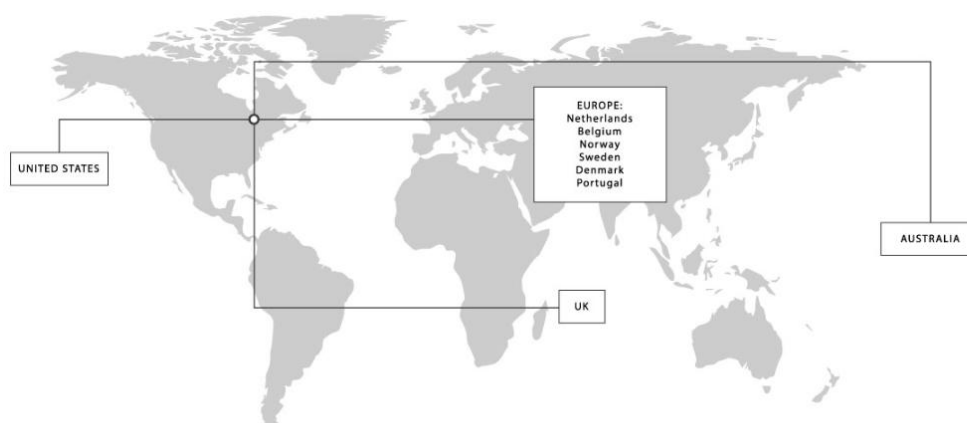 EUROPE:
Netherlands
Belgium
Norway
Sweden
Denmark
Portugal
UNITED STATES
AUSTRALIA
UK